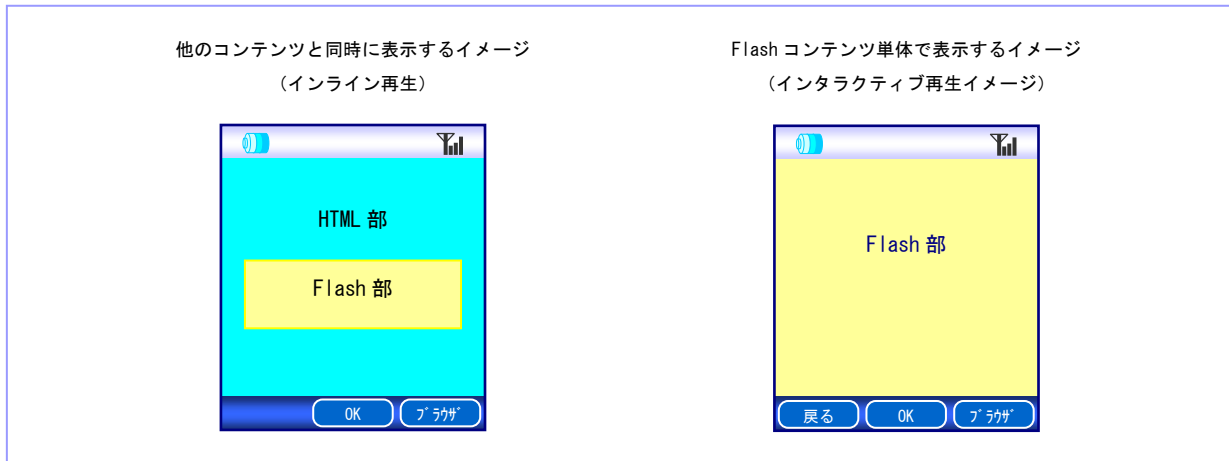 他のコンテンツと同時に表示するイメージ
（インライン再生）
HTML 部
Flash 部
OK
ﾌﾞﾗｳｻﾞ
Flash コンテンツ単体で表示するイメージ
（インタラクティブ再生イメージ）
Flash 部
戻る
OK
ﾌﾞﾗｳｻﾞ